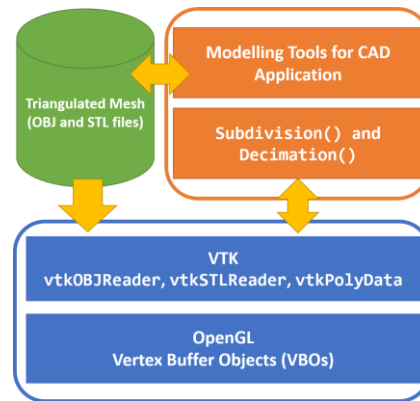 Triangulated Mesh
(OBJ and STL files)
Modelling Tools for CAD
Application
Subdivision() and
Decimation()
VTK
vtkOBJReader, vtkSTLReader, vtkPolyData
OpenGL
Vertex Buffer Objects (VBOs)